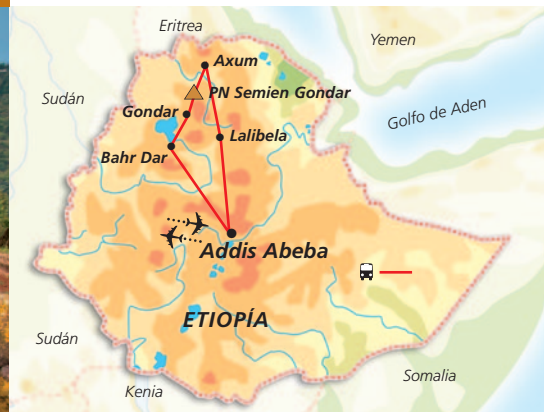 Eritrea
Yemen
Axum
Sudán
PN Semien Gondar
Gondar
Golfo de Aden
Lalibela
Bahr Dar
Addis Abeba
ETIOPÍA
Sudán
Somalia
Kenia